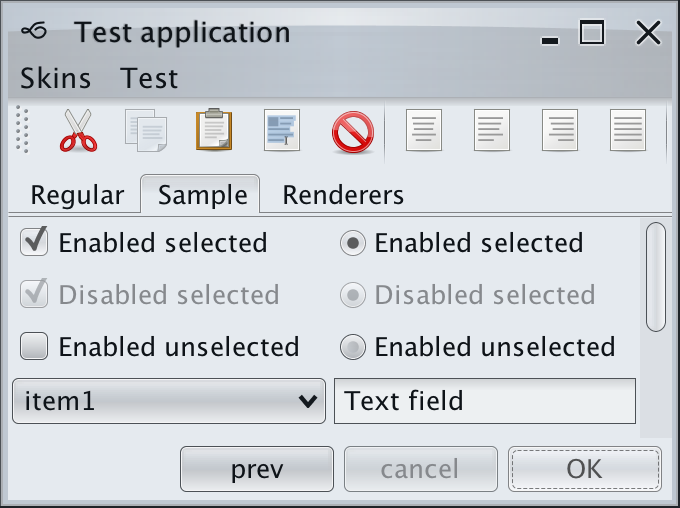 Test application
Skins Test
Regular Sample Renderers
Enabled selected Enabled selected
Disabled selected Disabled selected
Enabled unselected Enabled unselected
item1 Text field
prev cancel OK